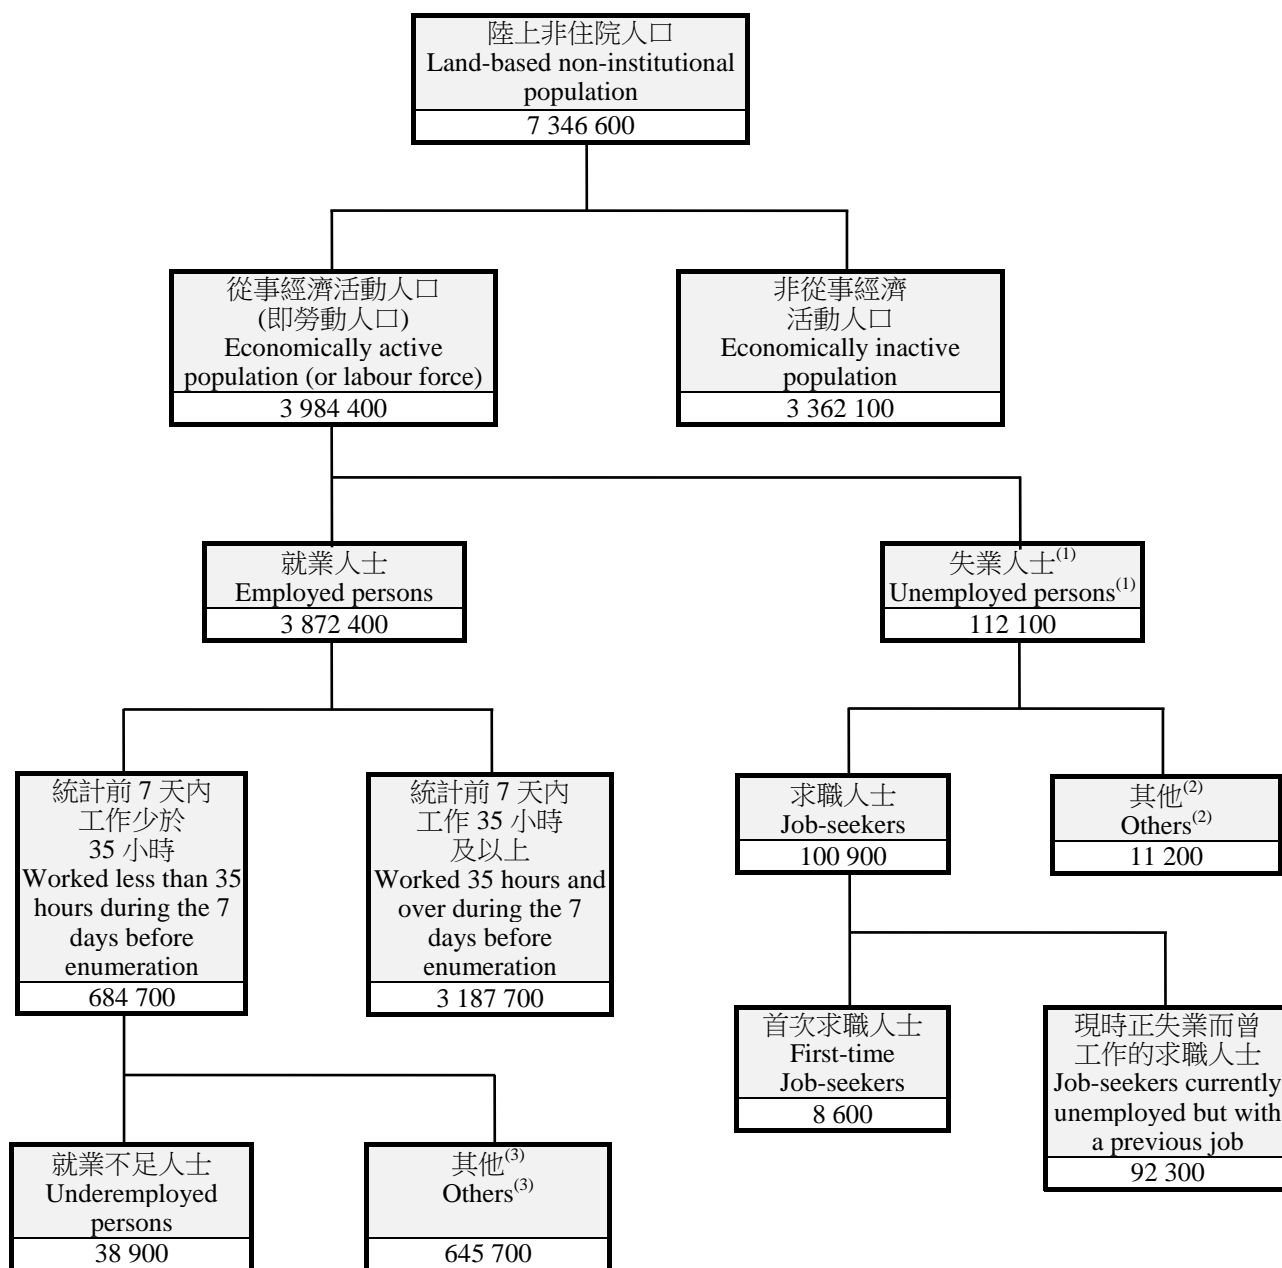 陸上非住院人口
Land-based non-institutional
population
7 346 600
從事經濟活動人口
(即勞動人口)
Economically active
population (or labour force)
3 984 400
非從事經濟
活動人口
Economically inactive
population
3 362 100
就業人士
Employed persons
3 872 400
失業人士(1)
Unemployed persons(1)
112 100
統計前 7 天內
工作少於
35 小時
Worked less than 35
hours during the 7
days before
enumeration
684 700
統計前 7 天內
工作 35 小時
及以上
Worked 35 hours and
over during the 7
days before
enumeration
3 187 700
求職人士
Job-seekers
100 900
其他(2)
Others(2)
11 200
首次求職人士
First-time
Job-seekers
8 600
現時正失業而曾
工作的求職人士
Job-seekers currently
unemployed but with
a previous job
92 300
就業不足人士
Underemployed
persons
38 900
其他(3)
Others(3)
645 700